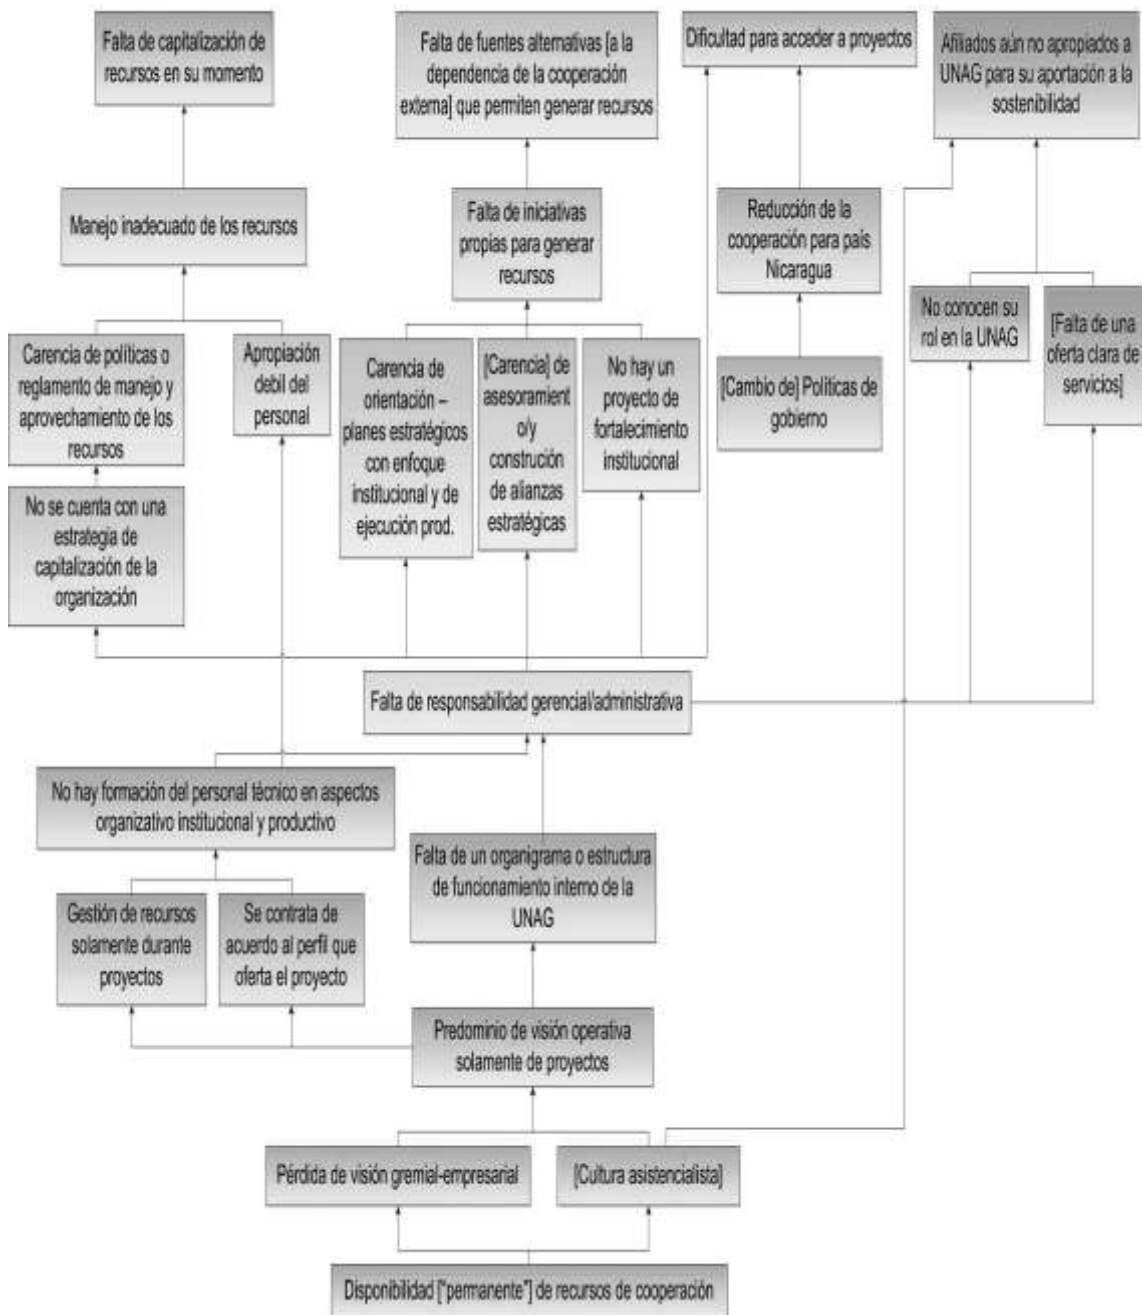 Falta de capitalización de
recursos en su momento
Falta de fuentes alternativas [a la
dependencia de la cooperación
externa] que permiten generar recursos
Dificultad para acceder a proyectos
Afiliados aún no apropiados a
UNAG para su aportación a la
sostenibilidad
Manejo inadecuado de los recursos
Falta de iniciativas
propias para generar
recursos
Reducción de la
cooperación para país
Nicaragua
No conocen su
rol en la UNAG
[Falta de una
oferta clara de
servicios]
Carencia de políticas o
reglamento de manejo y
aprovechamiento de los
recursos
Apropiación
debil del
personal
Carencia de
orientación –
planes estratégicos
con enfoque
institucional y de
ejecución prod.
[Carencia] de
asesoramient
o/y
construción
de alianzas
estratégicas
No hay un
proyecto de
fortalecimiento
institucional
[Cambio de] Políticas de
gobierno
No se cuenta con una
estrategia de
capitalización de la
organización
Falta de responsabilidad gerencial/administrativa
No hay formación del personal técnico en aspectos
organizativo institucional y productivo
Falta de un organigrama o estructura
de funcionamiento interno de la
UNAG
Gestión de recursos
solamente durante
proyectos
Se contrata de
acuerdo al perfil que
oferta el proyecto
Predominio de visión operativa
solamente de proyectos
Pérdida de visión gremial-empresarial
[Cultura asistencialista]
Disponibilidad ["permanente"] de recursos de cooperación